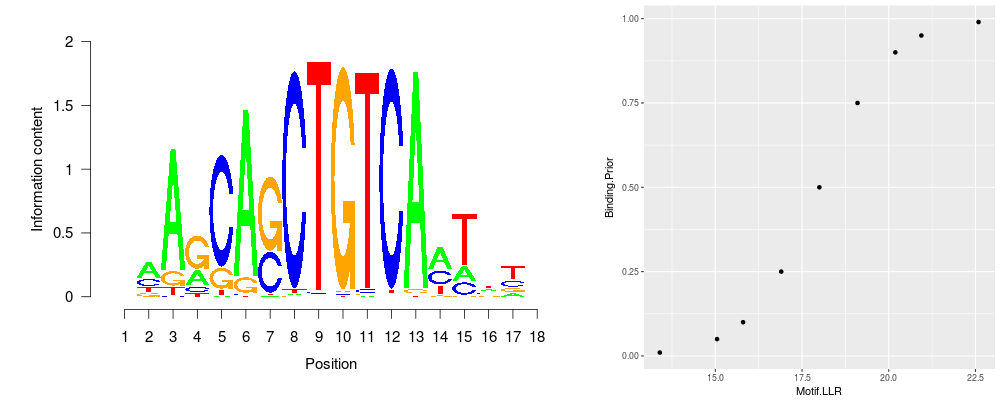 2
1.5
1
0.5
0
Information content
1 2 3 4 5 6 7 8 9 10 11 12 13 14 15 16 17 18
Position
A G C A G C T G T C A A T T
1.00
0.75
0.50
0.25
0.00
Binding.Prior
15.0 17.5 20.0 22.5
Motif.LLR